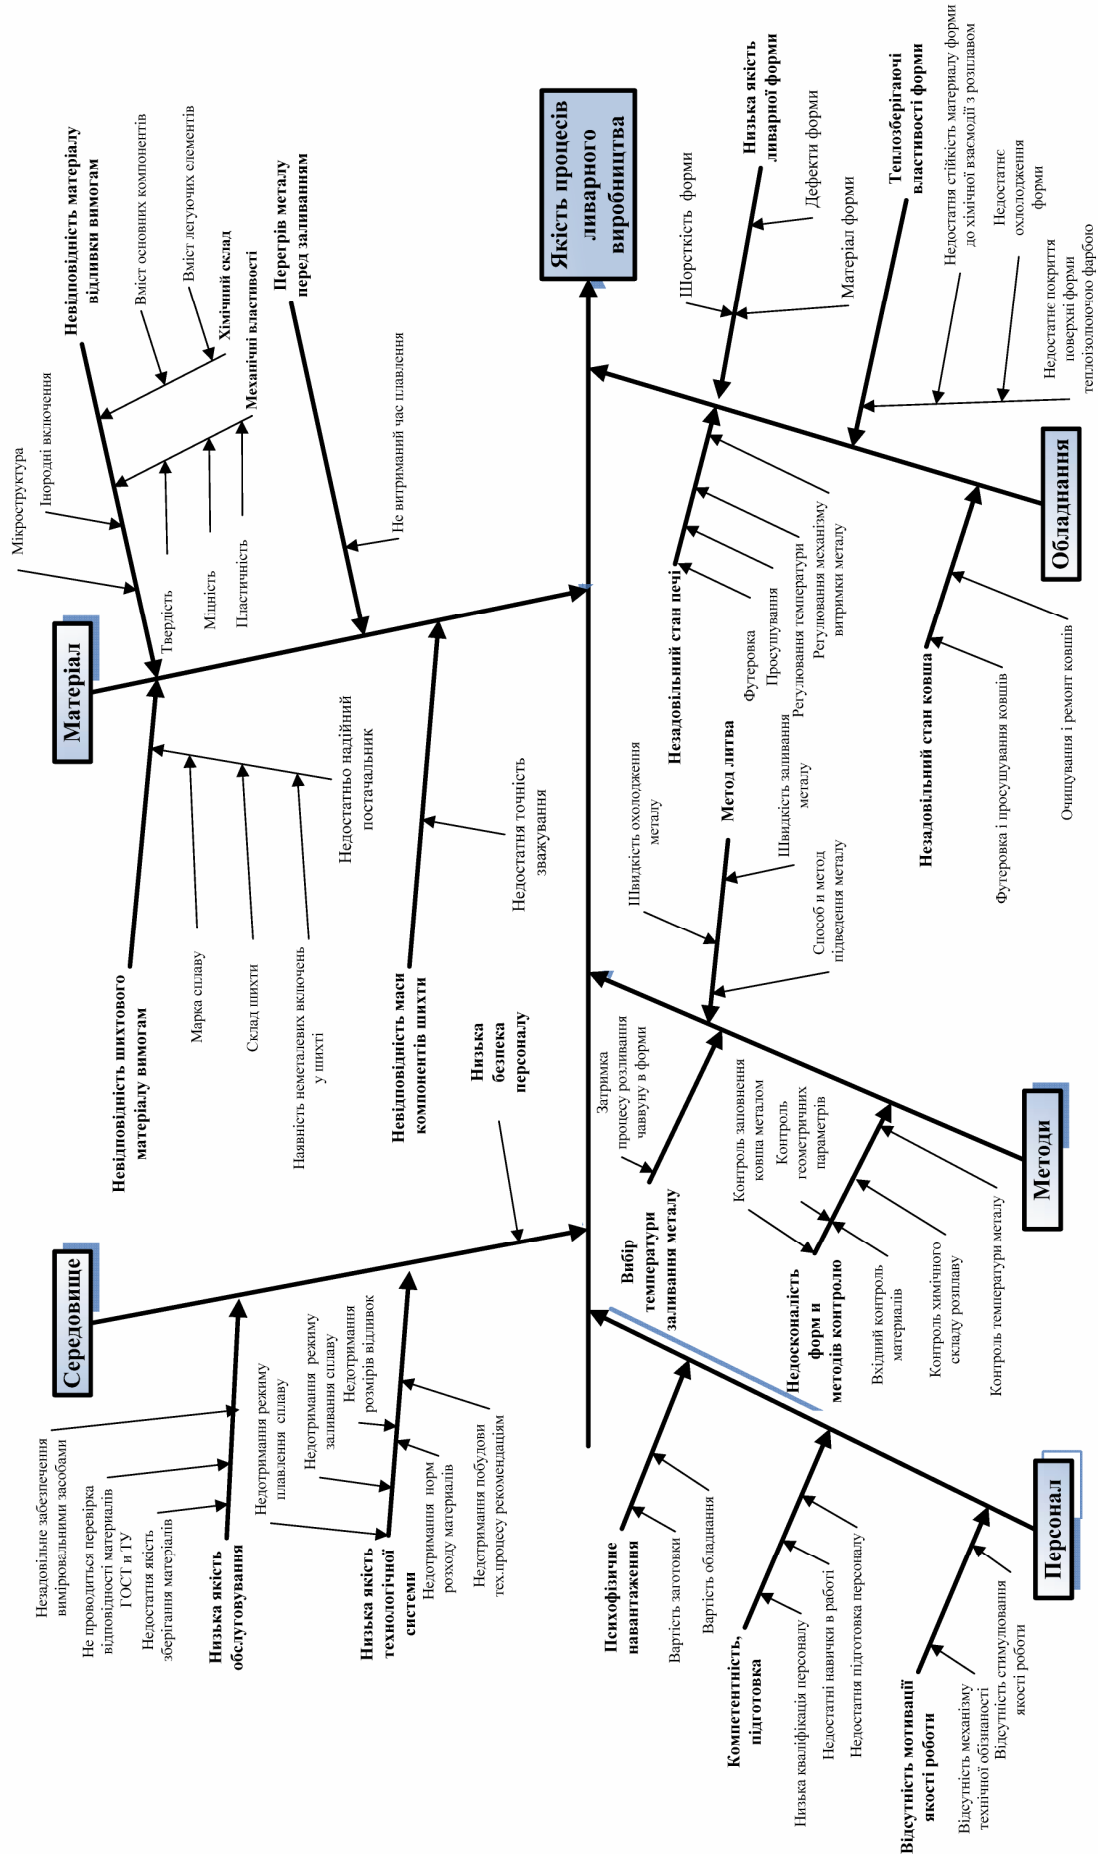 Середовище
Незадовільне забезпечення
вимірювальними засобами
Не проводиться перевірка
відповідності материалів
ГОСТ и ТУ
Недостатня якість
зберігання матеріалів
Низька якість
обслуговування
Недотримання режиму
плавлення сплаву
Недотримання режиму
заливання сплаву
Недотримання
розмірів відливок
Низька якість
технологічної
системи
Недотримання норм
розходу материалів
Недстримання побудови
тех.процесу рекомендаціям
Низька
безпека
персоналу
Матеріал
Невідповідність шихтового
матеріалу вимогам
Марка сплаву
Склад шихти
Наявність неметалевих включень
у шихті
Недостатньо надійний
постачальник
Невідповідність маси
компонентів шихти
Недостатня точність
зважування
Мікроструктура
Інородні включення
Невідповідність матеріалу
відливки вимогам
Вміст основних компонентів
Вміст легуючих елементів
Хімічний склад
Механічні властивості
Твердість
Міцність
Пластичність
Перегрів металу
перед заливанням
Не витриманий час плавлення
Якість процесів
ливарного
виробництва
Психофізичне
навантаження
Вартість заготовки
Вартість обладнання
Компетентність,
підготовка
Низька кваліфікація персоналу
Недостатні навички в работі
Недостатня підготовка персоналу
Відсутність мотивації
якості роботи
Відсутність механізму
технічної обізнаності
Відсутність стимулювання
якості роботи
Персонал
Затримка
процесу розливання
чаввуну в форми
Вибір
температури
заливання металу
Контроль заповнення
ковша металом
Контроль
геометричних
параметрів
Недосконалість
форм и
методів контролю
Вхідний контроль
материалів
Контроль химічного
складу розплаву
Контроль температури металу
Методи
Швидкість охолодження
металу
Метод литва
Швидкість заливання
металу
Способ и метод
підведення металу
Незадовільний стан печі
Футеровка
Просушування
Регулювання температури
Регулювання механізму
витримки металу
Незадовільний стан ковша
Футеровка і просушування ковшів
Очищування і ремонт ковшів
Обладнання
Шорсткість форми
Низька якість
ливарної форми
Дефекти форми
Матеріал форми
Теплозберігаючі
властивості форми
Недостатня стійкість материалу форми
до хімічної взаємодії з розплавом
Недостатнє
охлолодження
форми
Недостатнє покриття
поверхні форми
теплоізолюючою фарбою